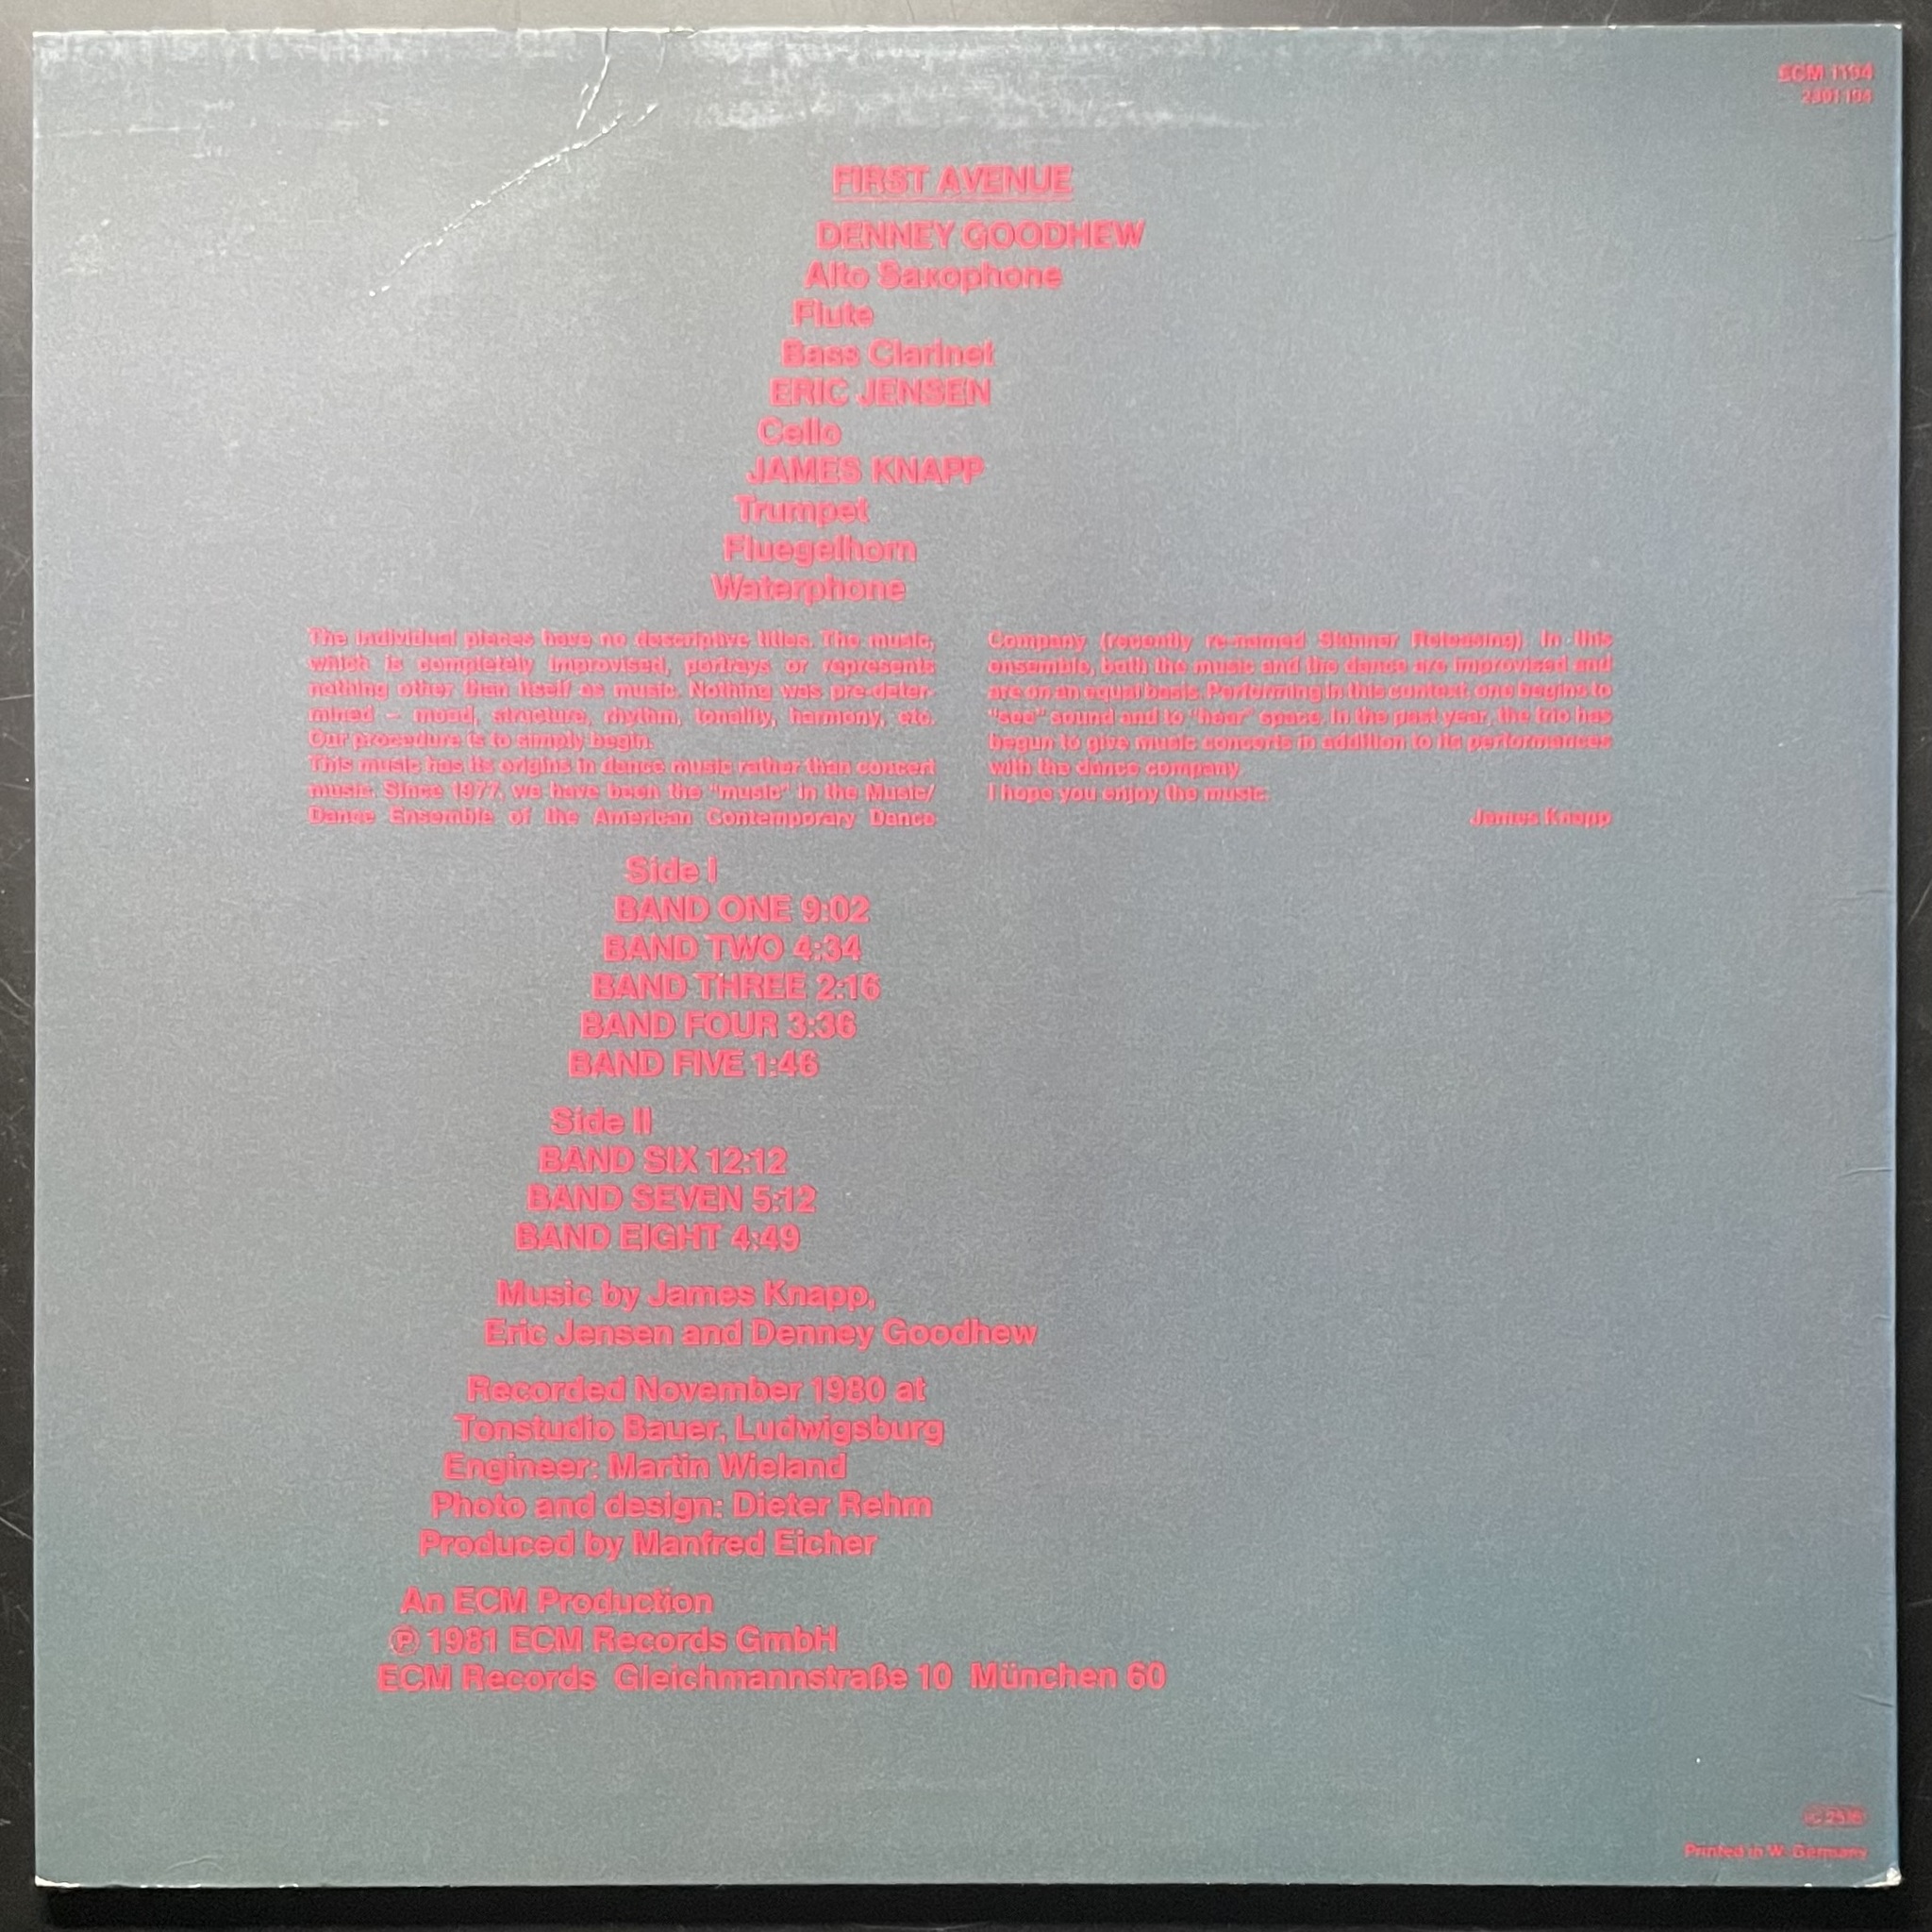 ECM 1194
2301 194
FIRST AVENUE
DENNEY GOODHEW
Alto Saxophone
Flute
Bass Clarinet
ERIC JENSEN
Cello
JAMES KNAPP
Trumpet
Fluegelhorn
Waterphone
The individual pieces have no descriptive titles. The music,
which is completely improvised, portrays or represents
nothing other than itself as music. Nothing was pre-deter-
mined – mood, structure, rhythm, tonality, harmony, etc.
Our procedure is to simply begin.
This music has its origins in dance music rather than concert
music. Since 1977, we have been the "music" in the Music/
Dance Ensemble of the American Contemporary Dance
Company (recently re-named Skinner Releasing). In this
ensemble, both the music and the dance are improvised and
are on an equal basis. Performing in this context, one begins to
"see" sound and to "hear" space. In the past year, the trio has
begun to give music concerts in addition to its performances
with the dance company.
I hope you enjoy the music.
James Knapp
Side I
BAND ONE 9:02
BAND TWO 4:34
BAND THREE 2:16
BAND FOUR 3:36
BAND FIVE 1:46
Side II
BAND SIX 12:12
BAND SEVEN 5:12
BAND EIGHT 4:49
Music by James Knapp,
Eric Jensen and Denney Goodhew
Recorded November 1980 at
Tonstudio Bauer, Ludwigsburg
Engineer: Martin Wieland
Photo and design: Dieter Rehm
Produced by Manfred Eicher
An ECM Production
℗ 1981 ECM Records GmbH
ECM Records Gleichmannstraße 10 München 60
Printed in W. Germany